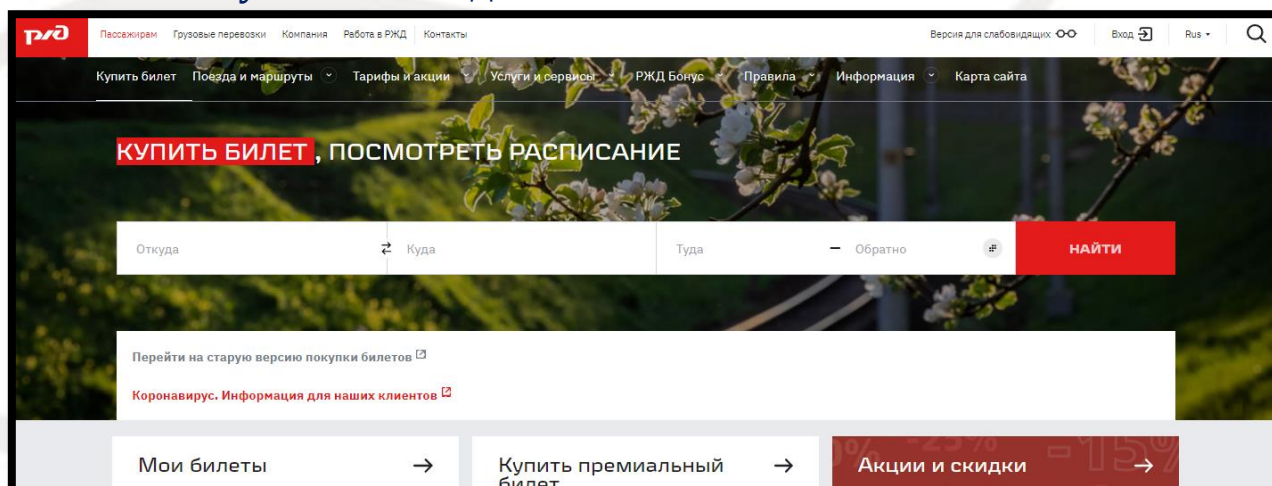 ржд Пассажирам Грузовые перевозки Компания Работа в РЖД Контакты Версия для слабовидящих Вход Rus
Купить билет Поезда и маршруты Тарифы и акции Услуги и сервисы РЖД Бонус Правила Информация Карта сайта
КУПИТЬ БИЛЕТ, ПОСМОТРЕТЬ РАСПИСАНИЕ
Откуда Куда Туда — Обратно НАЙТИ
Перейти на старую версию покупки билетов
Коронавирус. Информация для наших клиентов
Мои билеты Купить премиальный билет Акции и скидки
-25% -15%